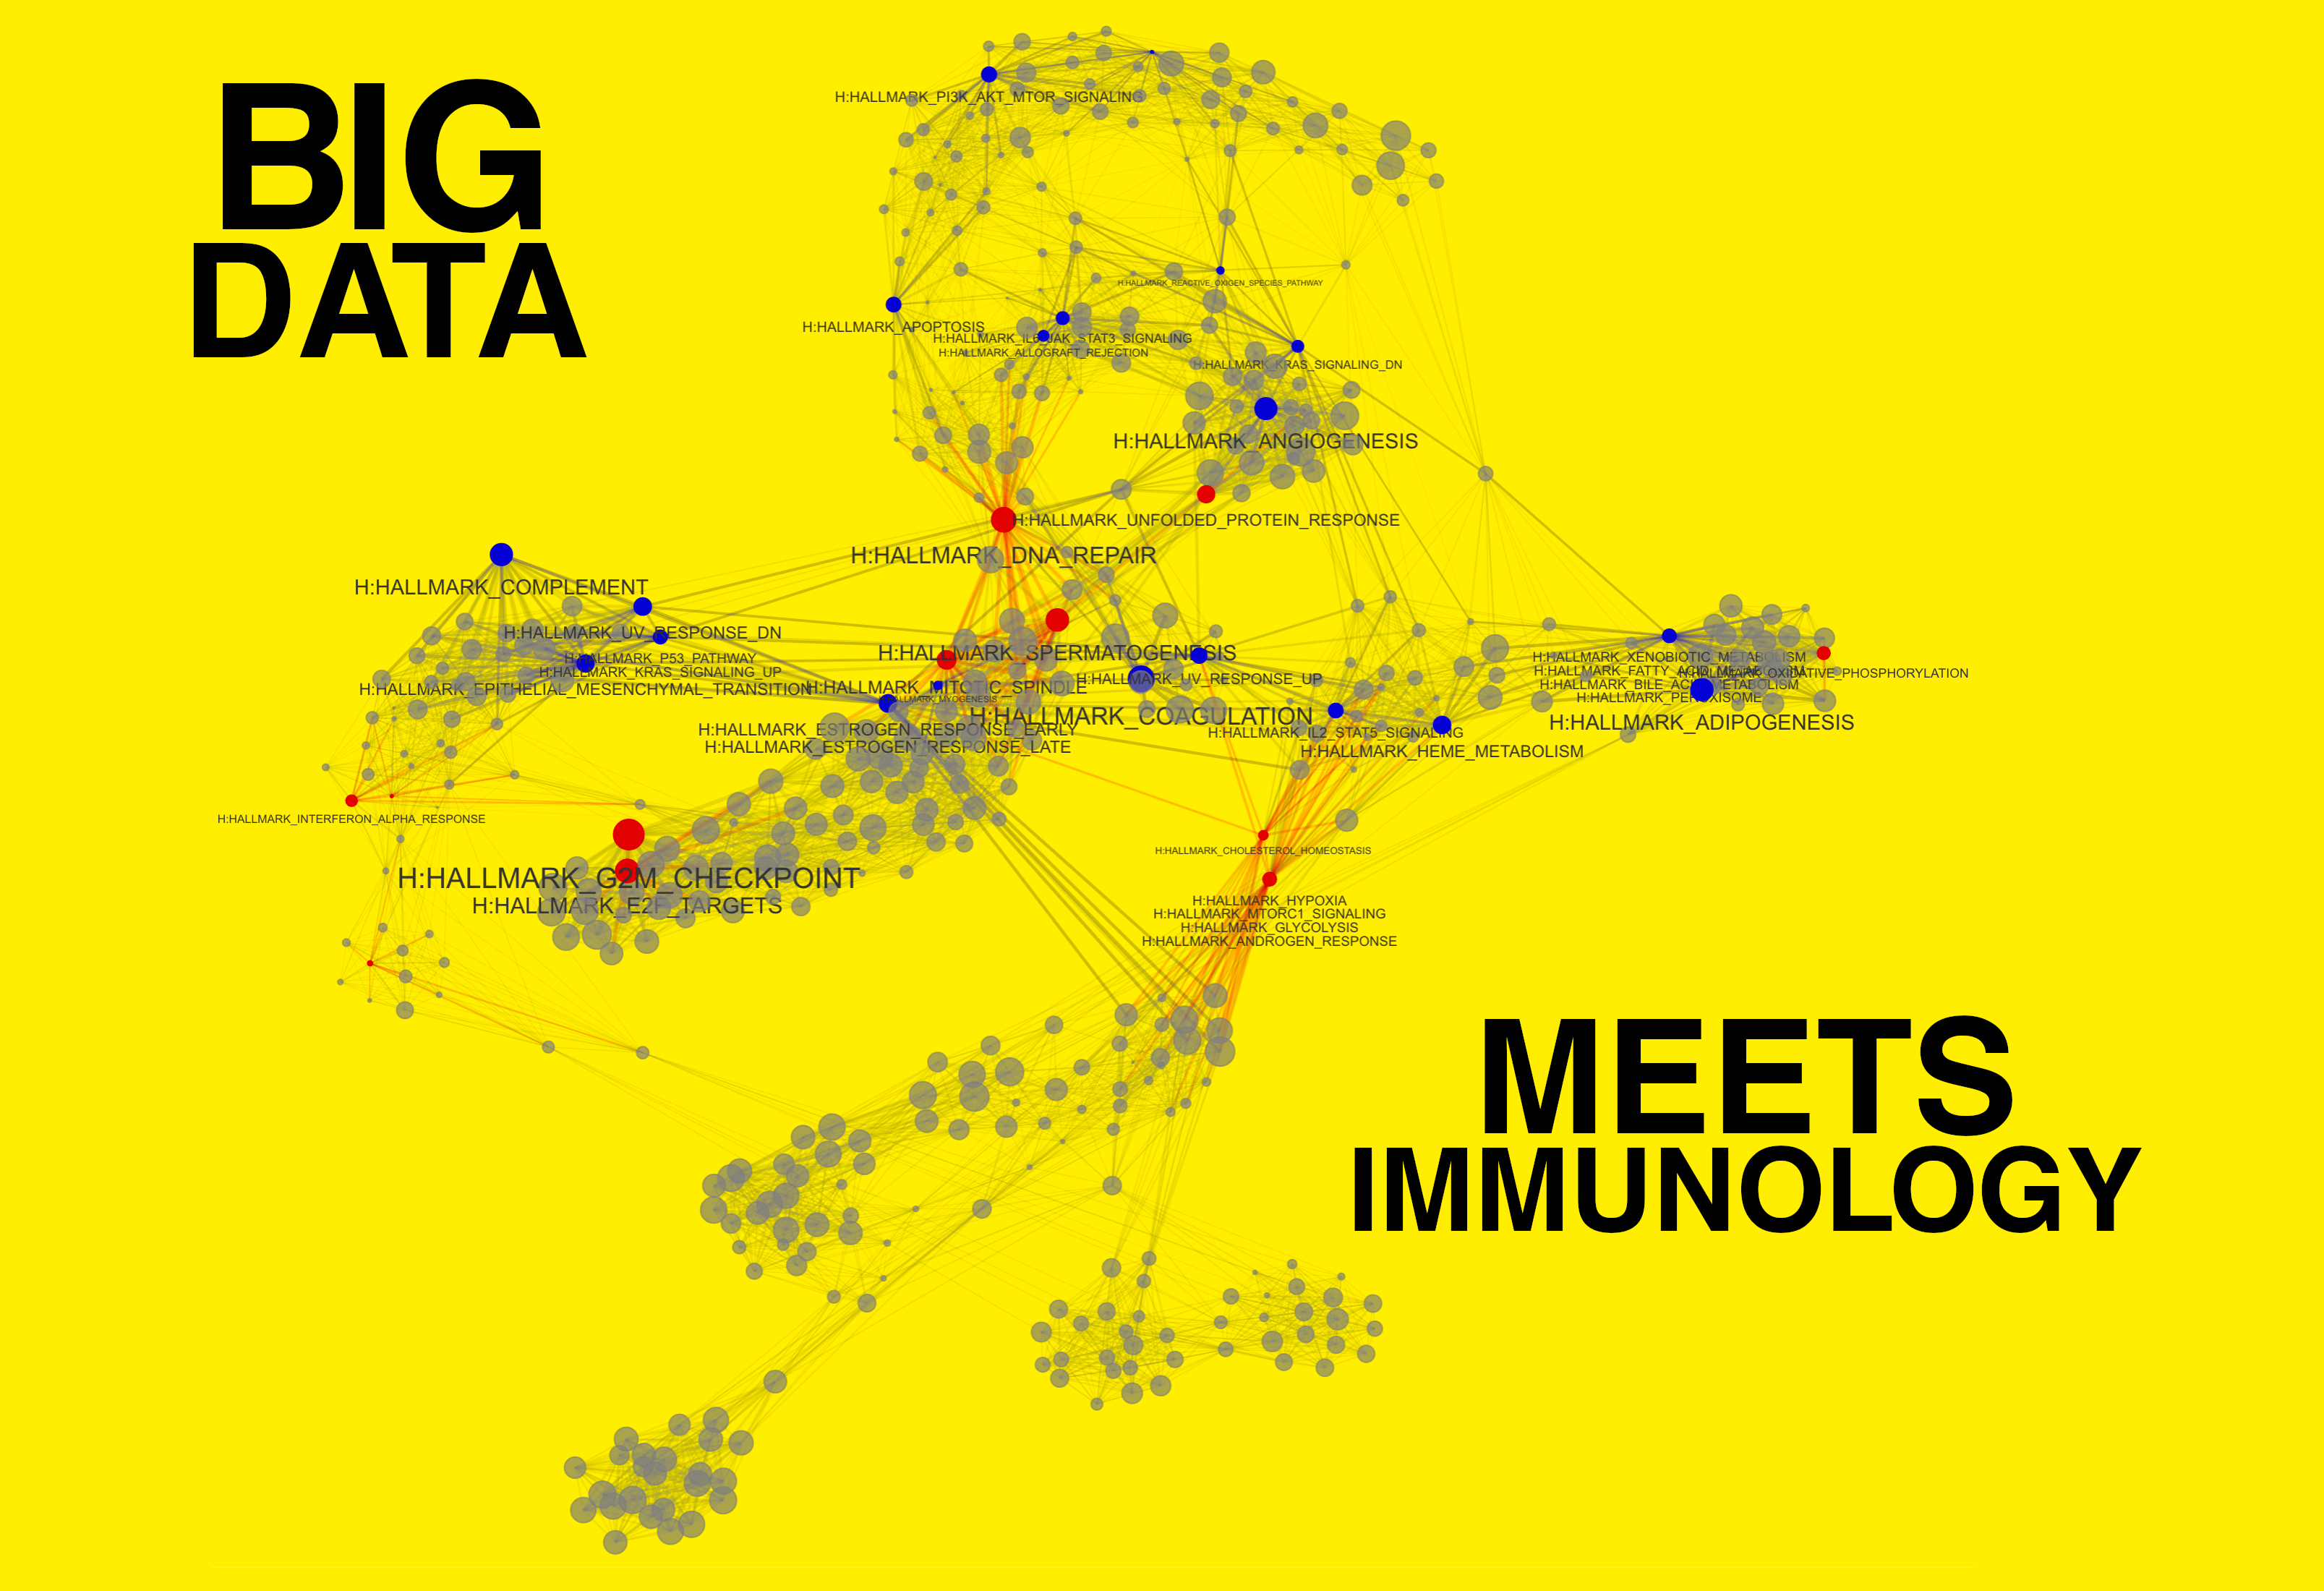 BIG
DATA
H:HALLMARK_PI3K_AKT_MTOR_SIGNALING
H:HALLMARK_REACTIVE_OXIGEN_SPECIES_PATHWAY
H:HALLMARK_APOPTOSIS
H:HALLMARK_IL6_JAK_STAT3_SIGNALING
H:HALLMARK_ALLOGRAFT_REJECTION
H:HALLMARK_KRAS_SIGNALING_DN
H:HALLMARK_ANGIOGENESIS
H:HALLMARK_UNFOLDED_PROTEIN_RESPONSE
H:HALLMARK_DNA_REPAIR
H:HALLMARK_COMPLEMENT
H:HALLMARK_UV_RESPONSE_DN
H:HALLMARK_P53_PATHWAY
H:HALLMARK_KRAS_SIGNALING_UP
H:HALLMARK_EPITHELIAL_MESENCHYMAL_TRANSITION
H:HALLMARK_SPERMATOGENESIS
H:HALLMARK_MITOTIC_SPINDLE
H:HALLMARK_UV_RESPONSE_UP
H:HALLMARK_MYOGENESIS
H:HALLMARK_COAGULATION
H:HALLMARK_ESTROGEN_RESPONSE_EARLY
H:HALLMARK_ESTROGEN_RESPONSE_LATE
H:HALLMARK_IL2_STAT5_SIGNALING
H:HALLMARK_HEME_METABOLISM
H:HALLMARK_XENOBIOTIC_METABOLISM
H:HALLMARK_FATTY_ACID_METABOLISM
H:HALLMARK_OXIDATIVE_PHOSPHORYLATION
H:HALLMARK_BILE_ACID_METABOLISM
H:HALLMARK_PEROXISOME
H:HALLMARK_ADIPOGENESIS
H:HALLMARK_INTERFERON_ALPHA_RESPONSE
H:HALLMARK_G2M_CHECKPOINT
H:HALLMARK_E2F_TARGETS
H:HALLMARK_CHOLESTEROL_HOMEOSTASIS
H:HALLMARK_HYPOXIA
H:HALLMARK_MTORC1_SIGNALING
H:HALLMARK_GLYCOLYSIS
H:HALLMARK_ANDROGEN_RESPONSE
MEETS
IMMUNOLOGY